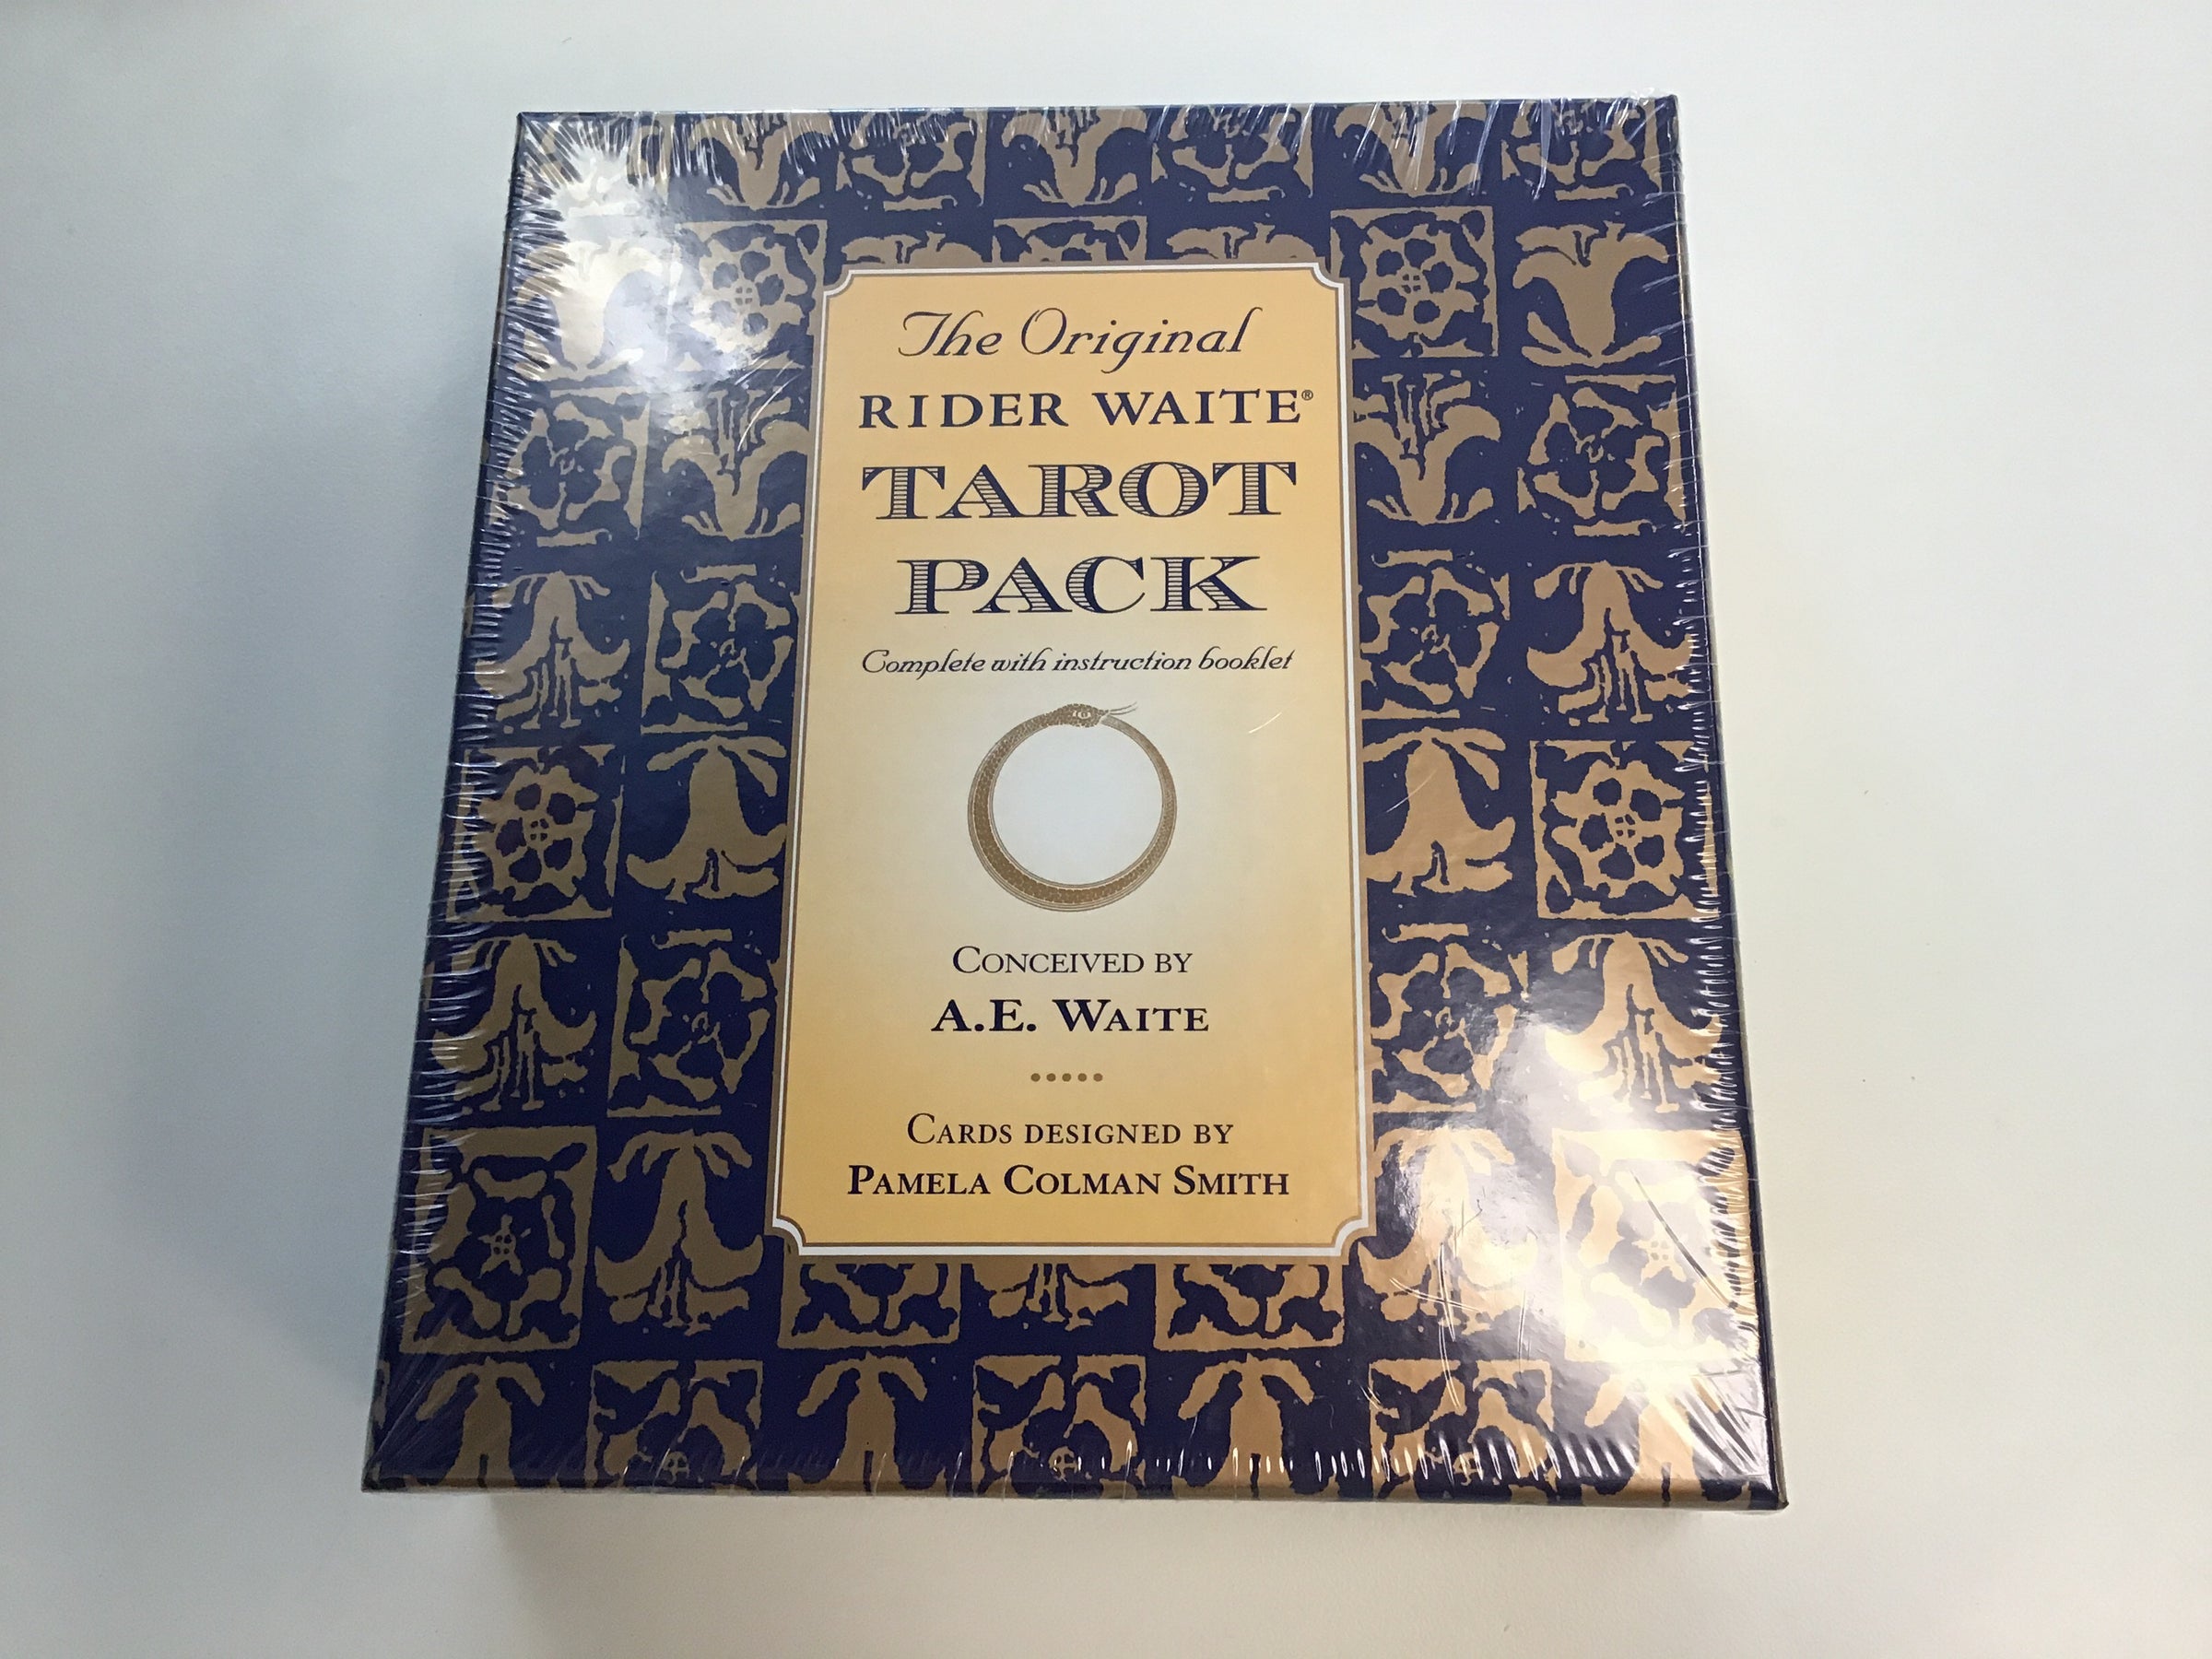 The Original
RIDER WAITE®
TAROT
PACK
Complete with instruction booklet
CONCEIVED BY
A.E. WAITE
CARDS DESIGNED BY
PAMELA COLMAN SMITH